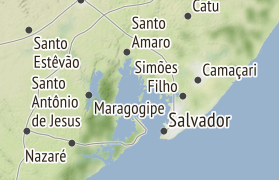 Catu
Santo
Amaro
Santo
Estêvão
Simões
Filho
Camaçari
Santo
Antônio
de Jesus
Maragogipe
Salvador
Nazaré